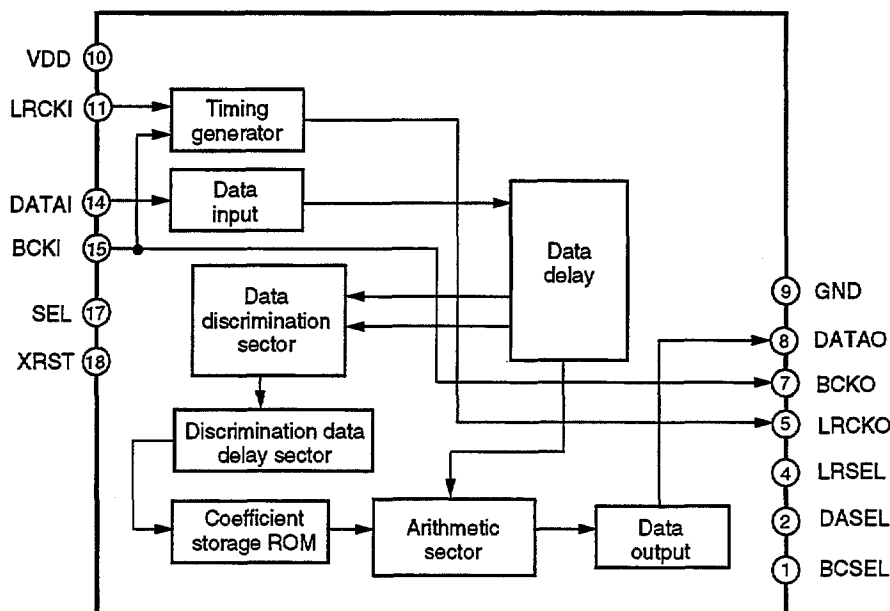 VDD
10
LRCKI
11
Timing
generator
DATAI
14
Data
input
BCKI
15
Data
delay
SEL
17
Data
discrimination
sector
XRST
18
9
GND
8
DATAO
7
BCKO
5
LRCKO
4
LRSEL
2
DASEL
1
BCSEL
Discrimination data
delay sector
Coefficient
storage ROM
Arithmetic
sector
Data
output